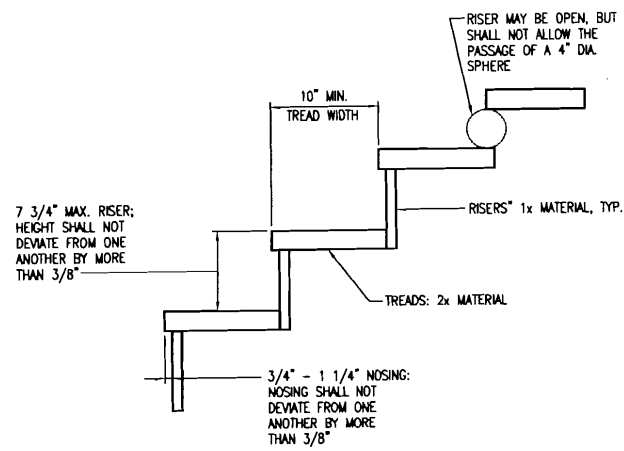 RISER MAY BE OPEN, BUT
SHALL NOT ALLOW THE
PASSAGE OF A 4" DIA.
SPHERE
10" MIN.
TREAD WIDTH
7 3/4" MAX. RISER;
HEIGHT SHALL NOT
DEVIATE FROM ONE
ANOTHER BY MORE
THAN 3/8"
RISERS" 1x MATERIAL, TYP.
TREADS: 2x MATERIAL
3/4" - 1 1/4" NOSING:
NOSING SHALL NOT
DEVIATE FROM ONE
ANOTHER BY MORE
THAN 3/8"